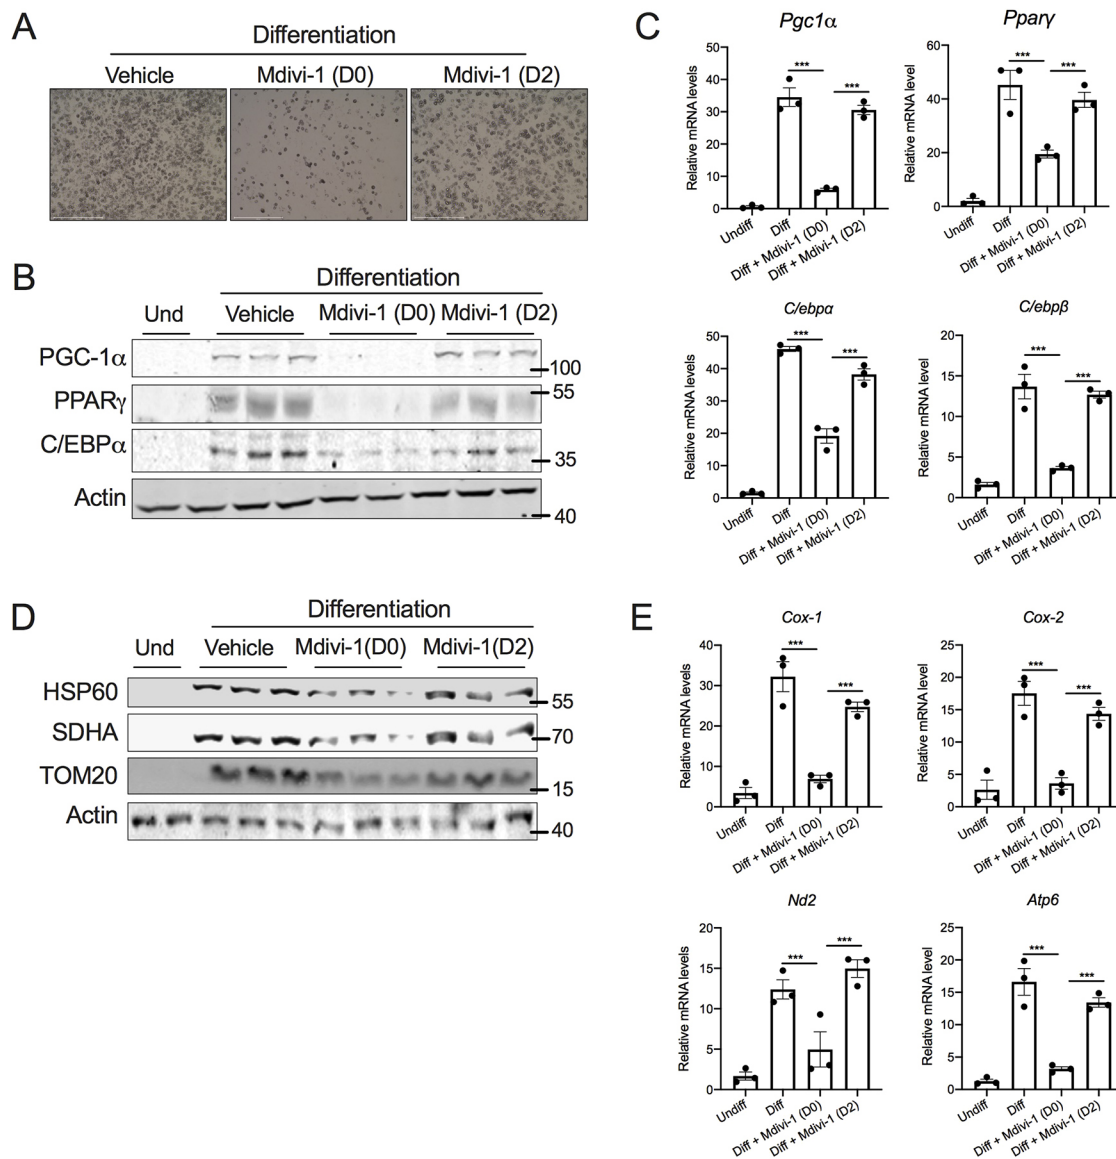 A
Differentiation
Vehicle
Mdivi-1 (D0)
Mdivi-1 (D2)
B
Differentiation
Und
Vehicle
Mdivi-1 (D0)
Mdivi-1 (D2)
PGC-1α
100
PPARγ
55
C/EBPα
35
Actin
40
C
Pgc1α
Relative mRNA level
50
40
30
20
10
0
***
***
Undiff
Diff
Diff + Mdivi-1 (D0)
Diff + Mdivi-1 (D2)
Pparγ
Relative mRNA level
60
40
20
0
***
***
Undiff
Diff
Diff + Mdivi-1 (D0)
Diff + Mdivi-1 (D2)
C/ebpα
Relative mRNA levels
50
40
30
20
10
0
***
***
Undiff
Diff
Diff + Mdivi-1 (D0)
Diff + Mdivi-1 (D2)
C/ebpβ
Relative mRNA level
20
15
10
5
0
***
***
Undiff
Diff
Diff + Mdivi-1 (D0)
Diff + Mdivi-1 (D2)
D
Differentiation
Und
Vehicle
Mdivi-1(D0)
Mdivi-1(D2)
HSP60
55
SDHA
70
TOM20
15
Actin
40
E
Cox-1
Relative mRNA levels
40
30
20
10
0
***
***
Undiff
Diff
Diff + Mdivi-1 (D0)
Diff + Mdivi-1 (D2)
Cox-2
Relative mRNA levels
25
20
15
10
5
0
***
***
Undiff
Diff
Diff + Mdivi-1 (D0)
Diff + Mdivi-1 (D2)
Nd2
Relative mRNA levels
20
15
10
5
0
***
***
Undiff
Diff
Diff + Mdivi-1 (D0)
Diff + Mdivi-1 (D2)
Atp6
Relative mRNA level
25
20
15
10
5
0
***
***
Undiff
Diff
Diff + Mdivi-1 (D0)
Diff + Mdivi-1 (D2)